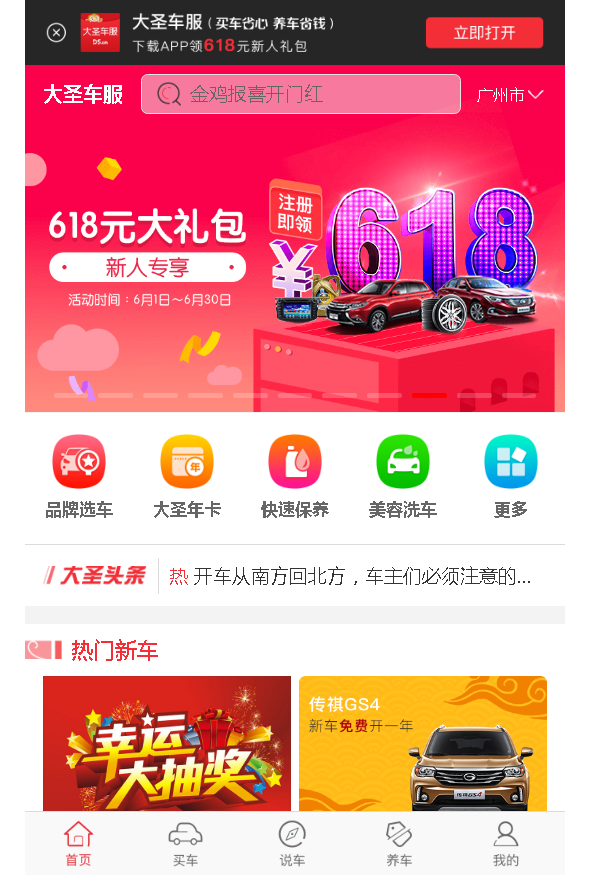 大圣车服
DS.cn
大圣车服(买车省心 养车省钱)
下载APP领618元新人礼包
立即打开
大圣车服
金鸡报喜开门红
广州市
618元大礼包
新人专享
活动时间:6月1日~6月30日
注册
即领
618
¥
品牌选车
年
大圣年卡
快速保养
美容洗车
更多
大圣头条
热 开车从南方回北方，车主们必须注意的...
热门新车
幸运
大抽奖
传祺GS4
新车免费开一年
传祺GS4
首页
买车
说车
养车
我的